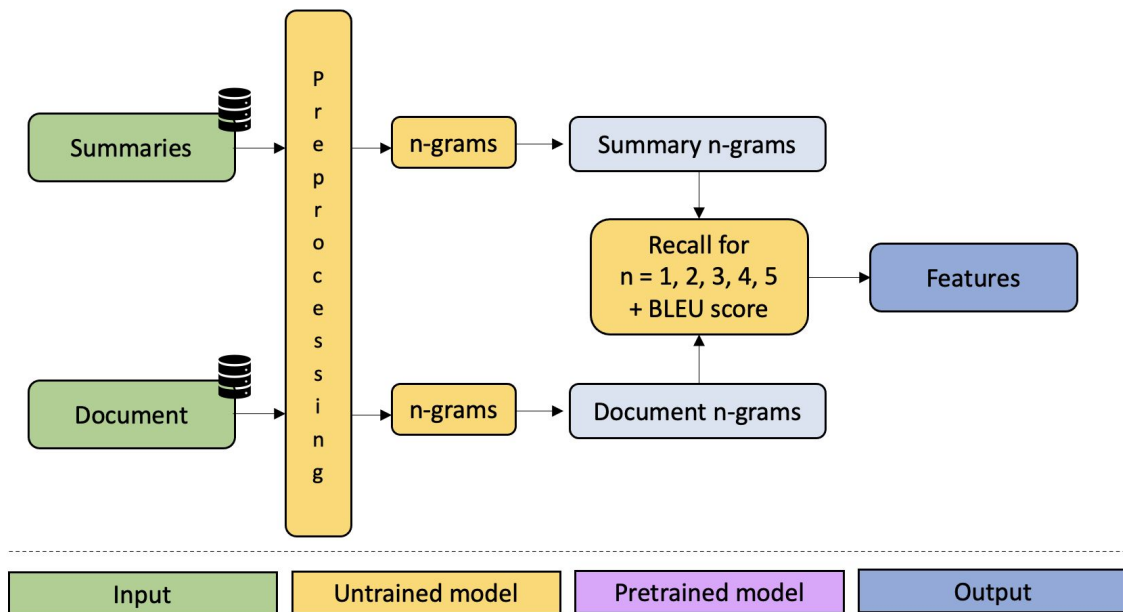 Preprocessing
Summaries
n-grams
Summary n-grams
Recall for
n = 1, 2, 3, 4, 5
+ BLEU score
Features
Document
n-grams
Document n-grams
Input
Untrained model
Pretrained model
Output